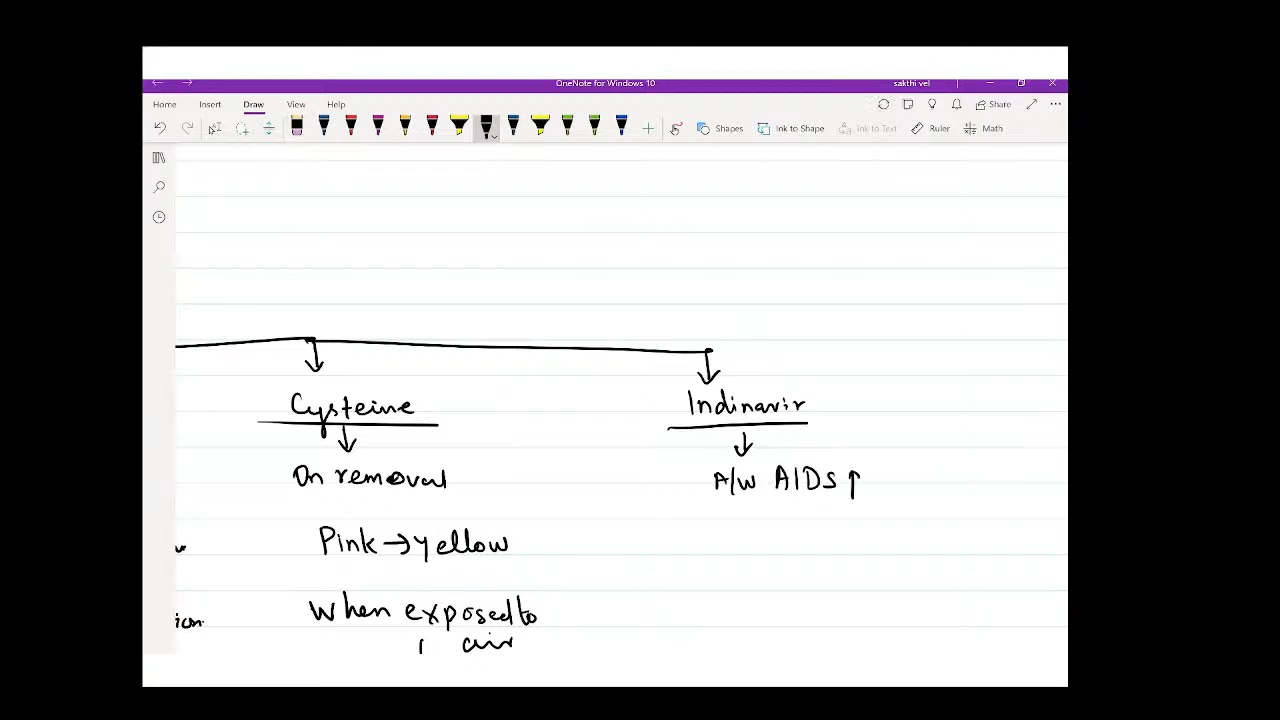 OneNote for Windows 10
sakthi vel
Home Insert Draw View Help
Share
Shapes Ink to Shape Ink to Text Ruler Math
Cysteine
Indinavir
On removal
A/W AIDS ↑
Pink → yellow
When exposed to
air